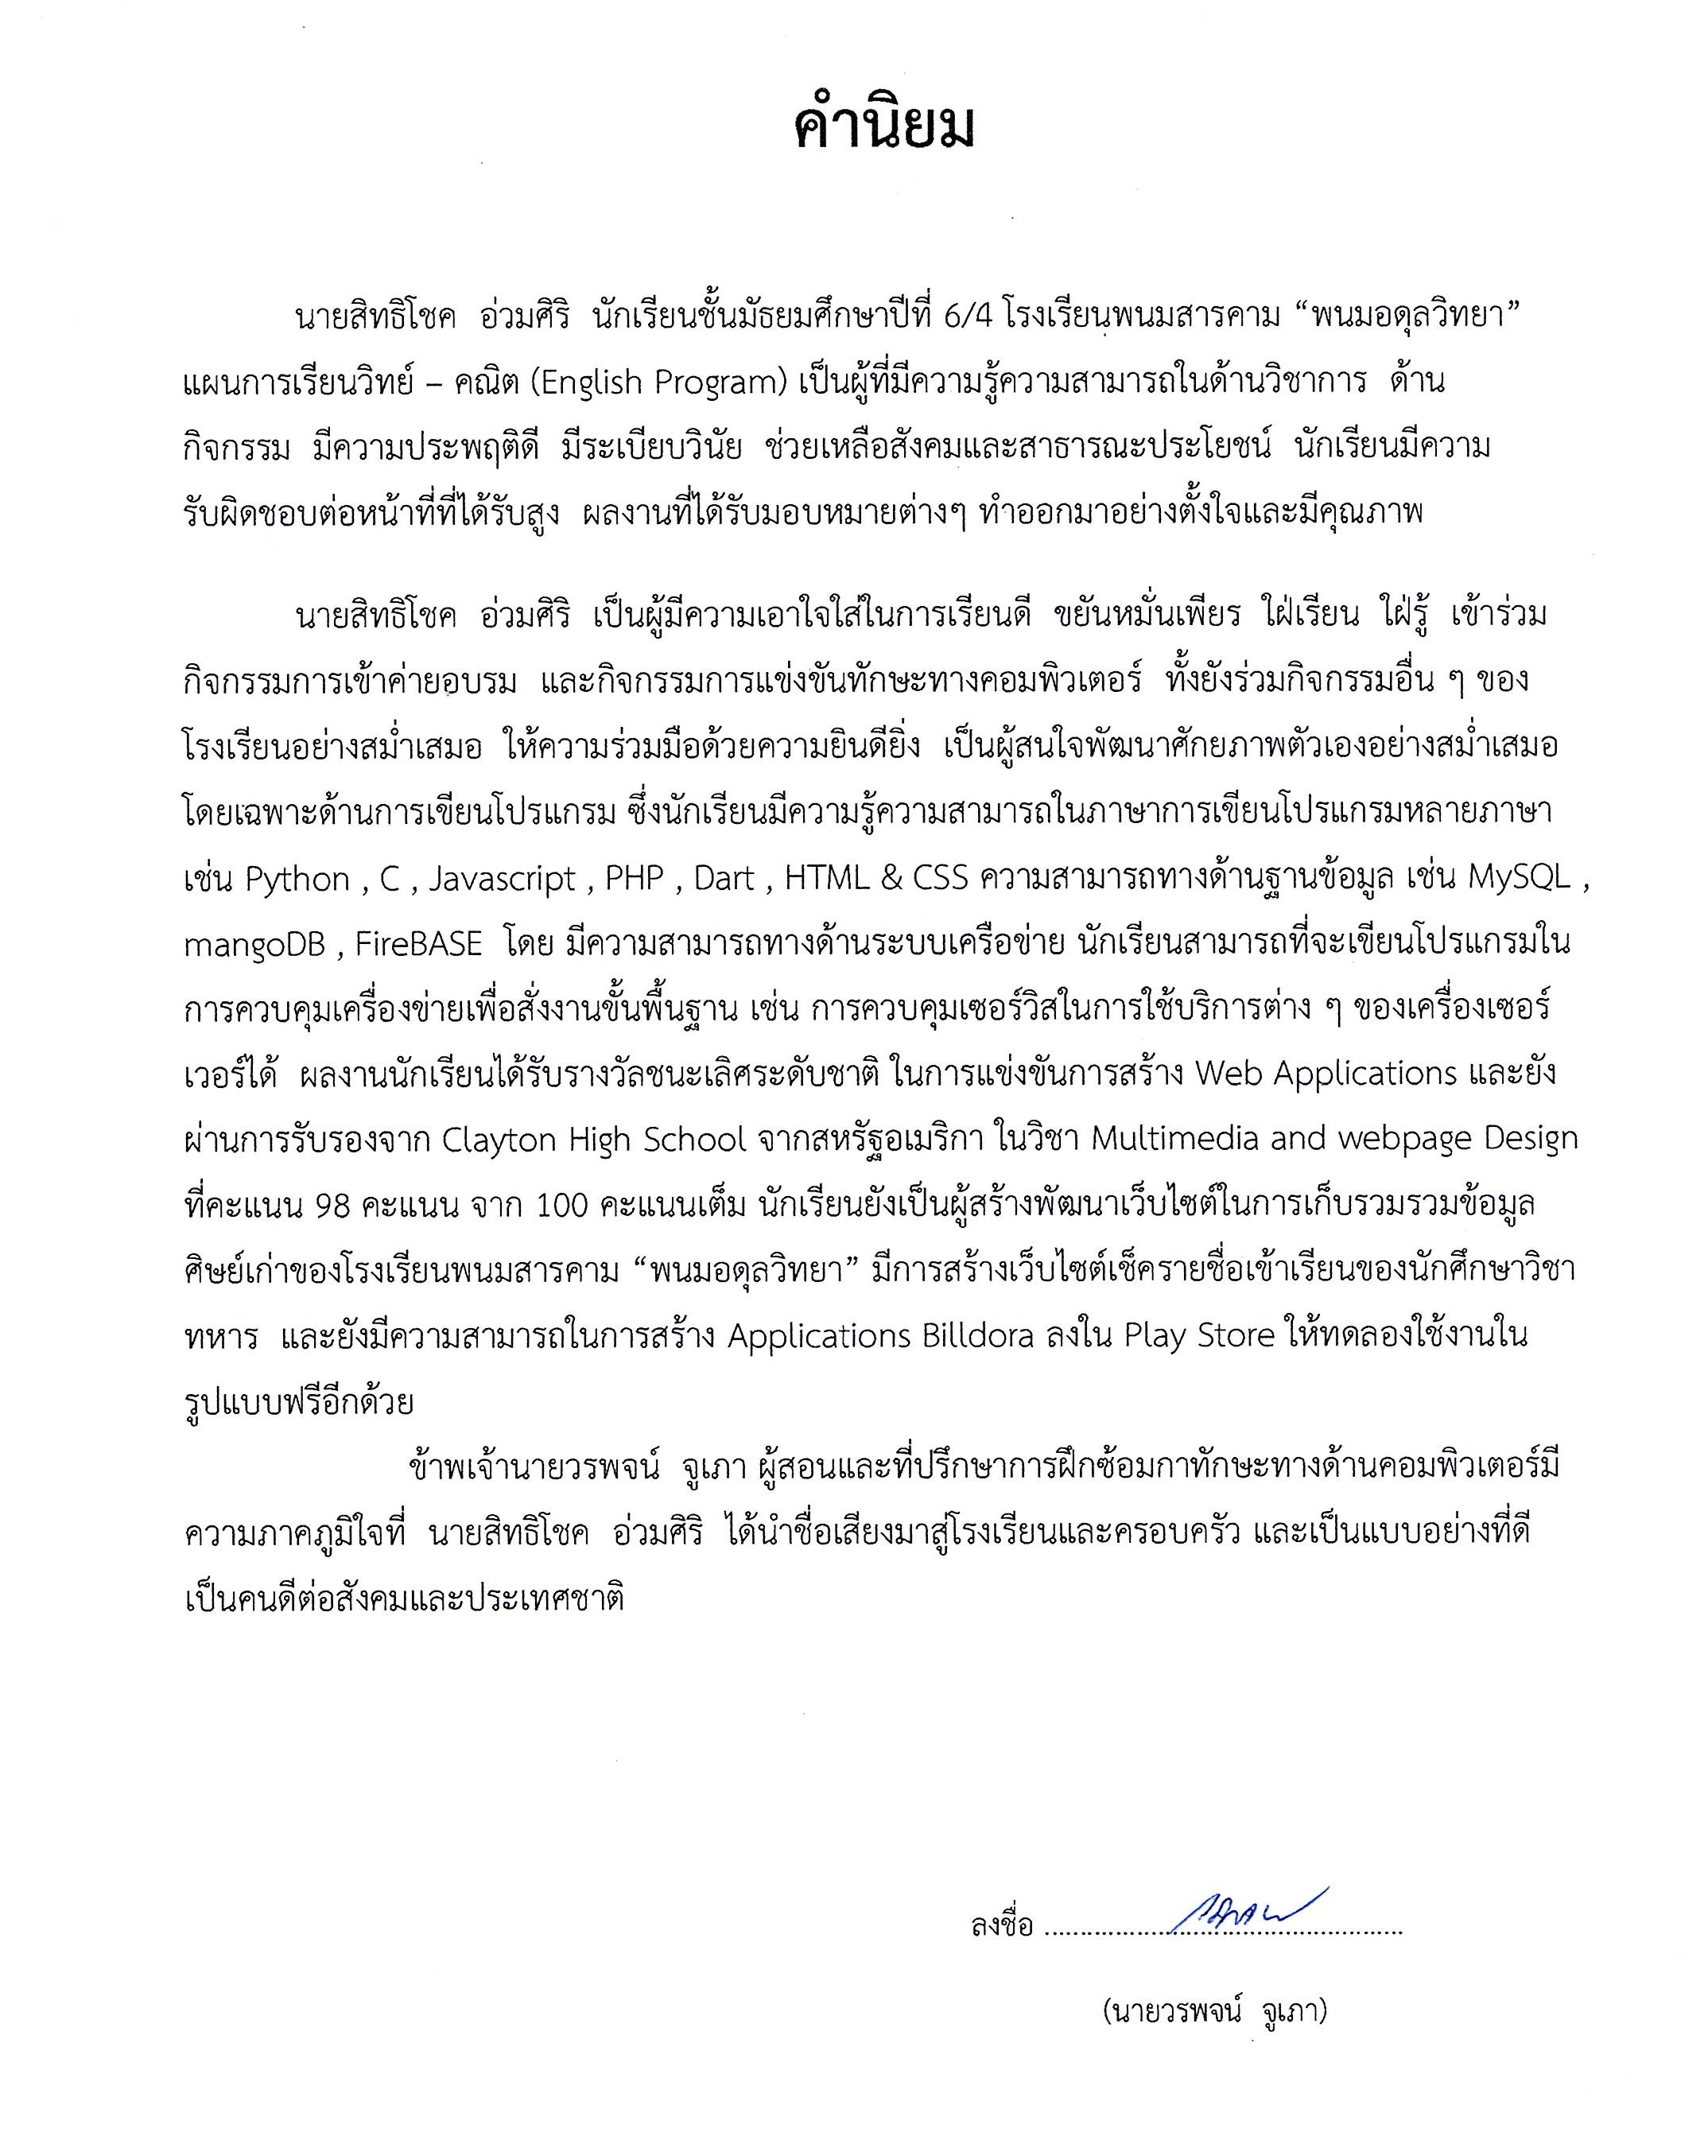 คำนิยม
นายสิทธิโชค อ่วมศิริ นักเรียนชั้นมัธยมศึกษาปีที่ 6/4 โรงเรียนพนมสารคาม “พนมอดุลวิทยา”
แผนการเรียนวิทย์ – คณิต (English Program) เป็นผู้ที่มีความรู้ความสามารถในด้านวิชาการ ด้าน
กิจกรรม มีความประพฤติดี มีระเบียบวินัย ช่วยเหลือสังคมและสาธารณะประโยชน์ นักเรียนมีความ
รับผิดชอบต่อหน้าที่ที่ได้รับสูง ผลงานที่ได้รับมอบหมายต่างๆ ทำออกมาอย่างตั้งใจและมีคุณภาพ
นายสิทธิโชค อ่วมศิริ เป็นผู้มีความเอาใจใส่ในการเรียนดี ขยันหมั่นเพียร ใฝ่เรียน ใฝ่รู้ เข้าร่วม
กิจกรรมการเข้าค่ายอบรม และกิจกรรมการแข่งขันทักษะทางคอมพิวเตอร์ ทั้งยังร่วมกิจกรรมอื่น ๆ ของ
โรงเรียนอย่างสม่ำเสมอ ให้ความร่วมมือด้วยความยินดียิ่ง เป็นผู้สนใจพัฒนาศักยภาพตัวเองอย่างสม่ำเสมอ
โดยเฉพาะด้านการเขียนโปรแกรม ซึ่งนักเรียนมีความรู้ความสามารถในภาษาการเขียนโปรแกรมหลายภาษา
เช่น Python , C , Javascript , PHP , Dart , HTML & CSS ความสามารถทางด้านฐานข้อมูล เช่น MySQL ,
mangoDB , FireBASE โดย มีความสามารถทางด้านระบบเครือข่าย นักเรียนสามารถที่จะเขียนโปรแกรมใน
การควบคุมเครื่องข่ายเพื่อสั่งงานขั้นพื้นฐาน เช่น การควบคุมเซอร์วิสในการใช้บริการต่าง ๆ ของเครื่องเซอร์
เวอร์ได้ ผลงานนักเรียนได้รับรางวัลชนะเลิศระดับชาติ ในการแข่งขันการสร้าง Web Applications และยัง
ผ่านการรับรองจาก Clayton High School จากสหรัฐอเมริกา ในวิชา Multimedia and webpage Design
ที่คะแนน 98 คะแนน จาก 100 คะแนนเต็ม นักเรียนยังเป็นผู้สร้างพัฒนาเว็บไซต์ในการเก็บรวมรวมข้อมูล
ศิษย์เก่าของโรงเรียนพนมสารคาม “พนมอดุลวิทยา” มีการสร้างเว็บไซต์เช็ครายชื่อเข้าเรียนของนักศึกษาวิชา
ทหาร และยังมีความสามารถในการสร้าง Applications Billdora ลงใน Play Store ให้ทดลองใช้งานใน
รูปแบบฟรีอีกด้วย
ข้าพเจ้านายวรพจน์ จูเภา ผู้สอนและที่ปรึกษาการฝึกซ้อมกาทักษะทางด้านคอมพิวเตอร์มี
ความภาคภูมิใจที่ นายสิทธิโชค อ่วมศิริ ได้นำชื่อเสียงมาสู่โรงเรียนและครอบครัว และเป็นแบบอย่างที่ดี
เป็นคนดีต่อสังคมและประเทศชาติ
ลงชื่อ ..........................................................
(นายวรพจน์ จูเภา)